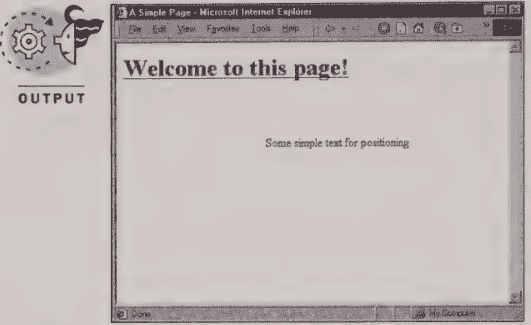 A Simple Page - Microsoft Internet Explorer
File Edit View Favorites Tools Help
Welcome to this page!
OUTPUT
Some simple text for positioning
Done
My Computer